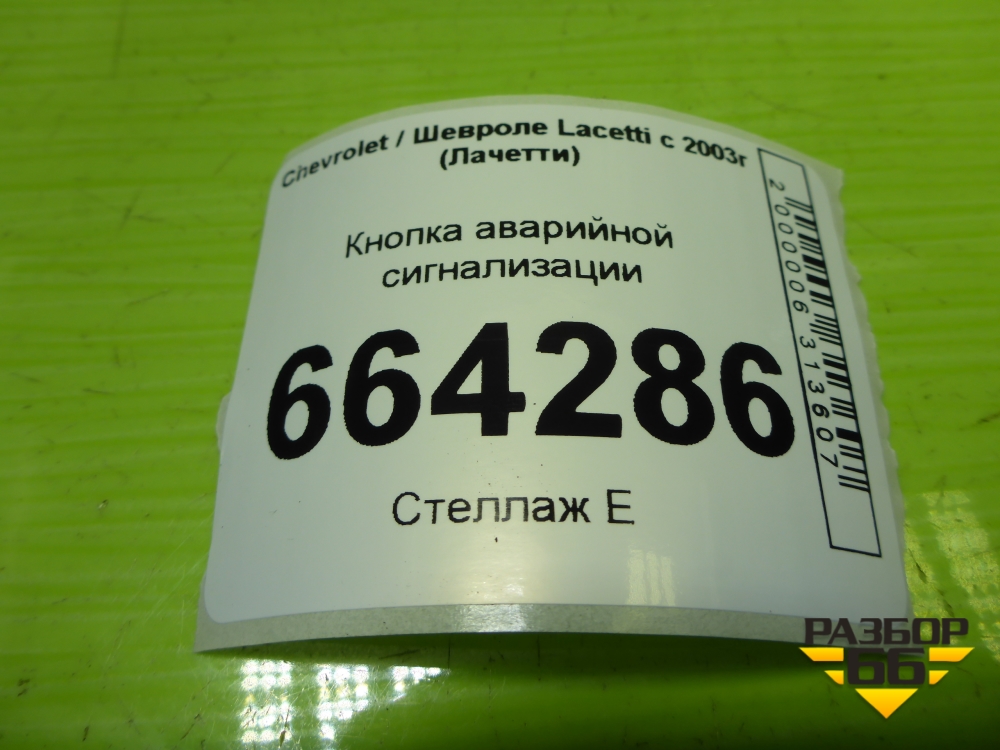 Chevrolet / Шевроле Lacetti с 2003г
(Лачетти)
Кнопка аварийной
сигнализации
664286
Стеллаж Е
2000006313607
РАЗБОР
66